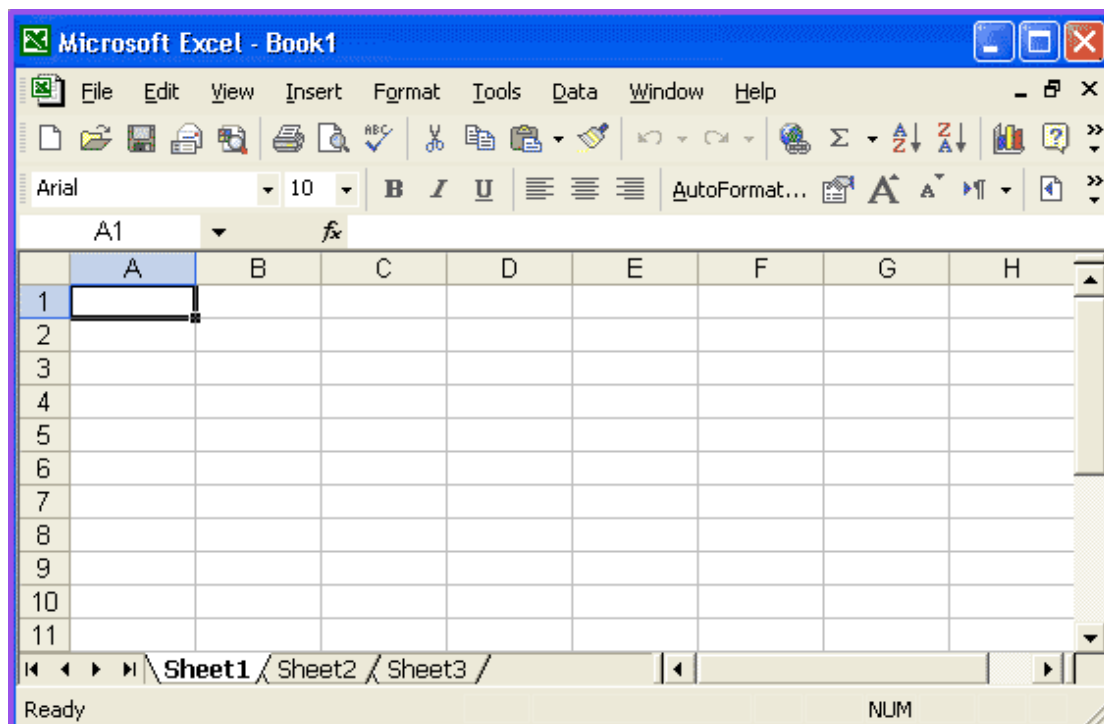 Microsoft Excel - Book1
File Edit View Insert Format Tools Data Window Help
ABC Σ A Z Z A ?
Arial 10 B I U AutoFormat... A A ¶
A1 fx
A B C D E F G H
1
2
3
4
5
6
7
8
9
10
11
Sheet1 Sheet2 Sheet3
Ready NUM